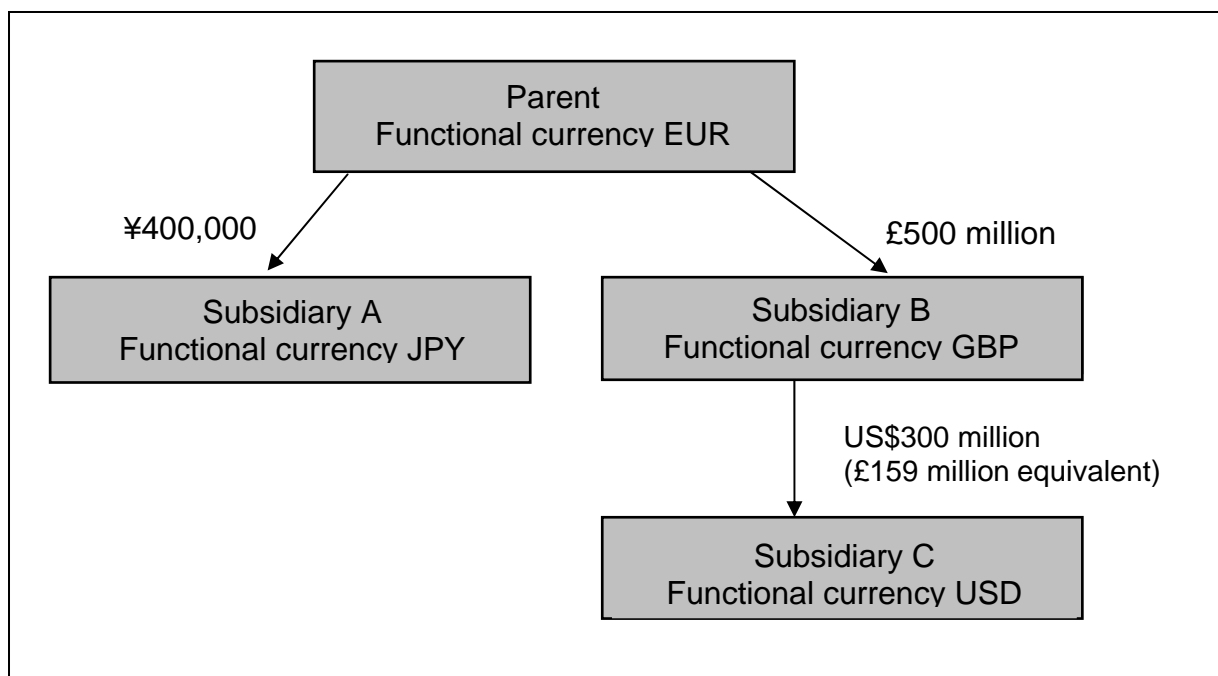 Parent
Functional currency EUR
¥400,000
£500 million
Subsidiary A
Functional currency JPY
Subsidiary B
Functional currency GBP
US$300 million
(£159 million equivalent)
Subsidiary C
Functional currency USD